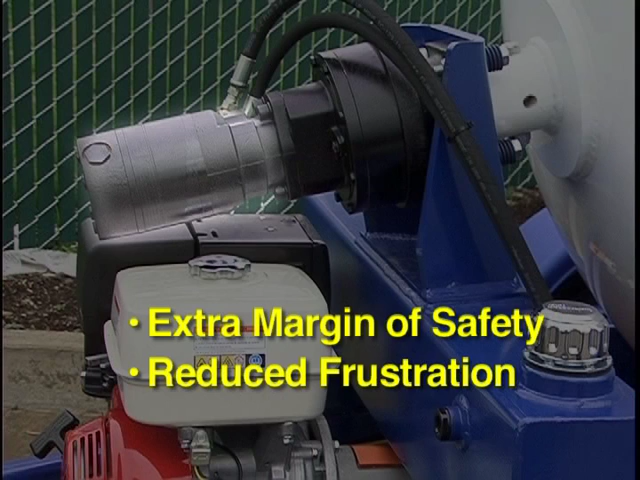 • Extra Margin of Safety
• Reduced Frustration